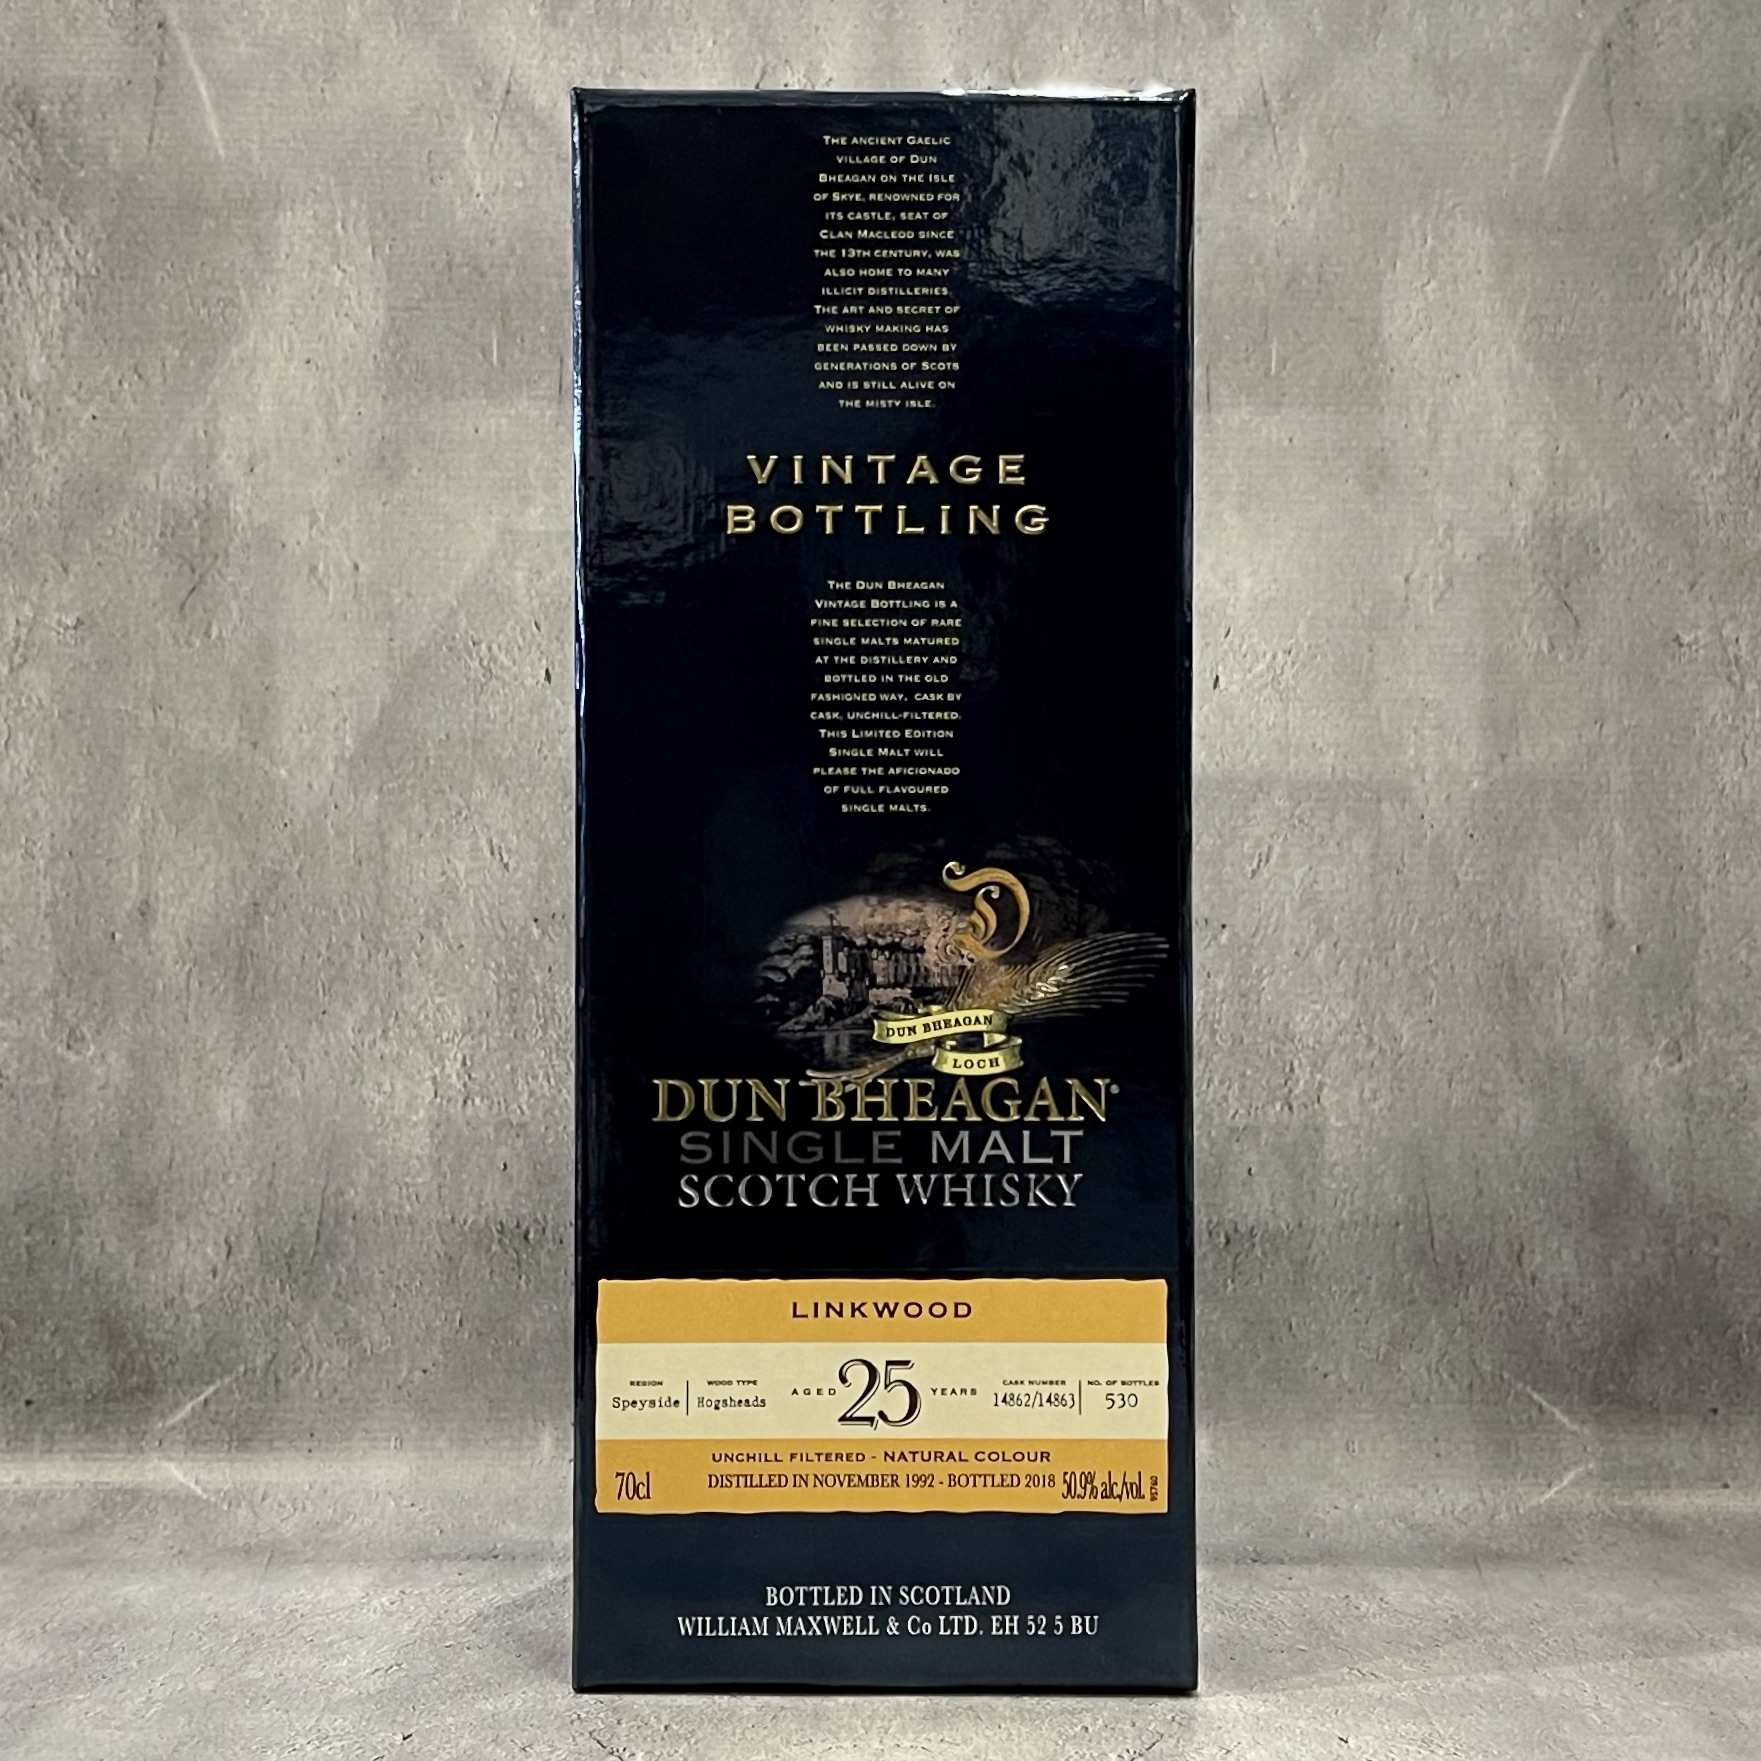 THE ANCIENT GAELIC
VILLAGE OF DUN
BHEAGAN ON THE ISLE
OF SKYE, RENOWNED FOR
ITS CASTLE, SEAT OF
CLAN MACLEOD SINCE
THE 13TH CENTURY, WAS
ALSO HOME TO MANY
ILLICIT DISTILLERIES.
THE ART AND SECRET OF
WHISKY MAKING HAS
BEEN PASSED DOWN BY
GENERATIONS OF SCOTS
AND IS STILL ALIVE ON
THE MISTY ISLE.
VINTAGE
BOTTLING
THE DUN BHEAGAN
VINTAGE BOTTLING IS A
FINE SELECTION OF RARE
SINGLE MALTS MATURED
AT THE DISTILLERY AND
BOTTLED IN THE OLD
FASHIONED WAY, CASK BY
CASK, UNCHILL-FILTERED.
THIS LIMITED EDITION
SINGLE MALT WILL
PLEASE THE AFICIONADO
OF FULL FLAVOURED
SINGLE MALTS.
D
DUN BHEAGAN
LOCH
DUN BHEAGAN®
SINGLE MALT
SCOTCH WHISKY
LINKWOOD
REGION
Speyside
WOOD TYPE
Hogsheads
AGED 25 YEARS
CASK NUMBER
14862/14863
NO. OF BOTTLES
530
UNCHILL FILTERED - NATURAL COLOUR
70cl DISTILLED IN NOVEMBER 1992 - BOTTLED 2018 50.9% alc./vol.
BOTTLED IN SCOTLAND
WILLIAM MAXWELL & Co LTD. EH 52 5 BU